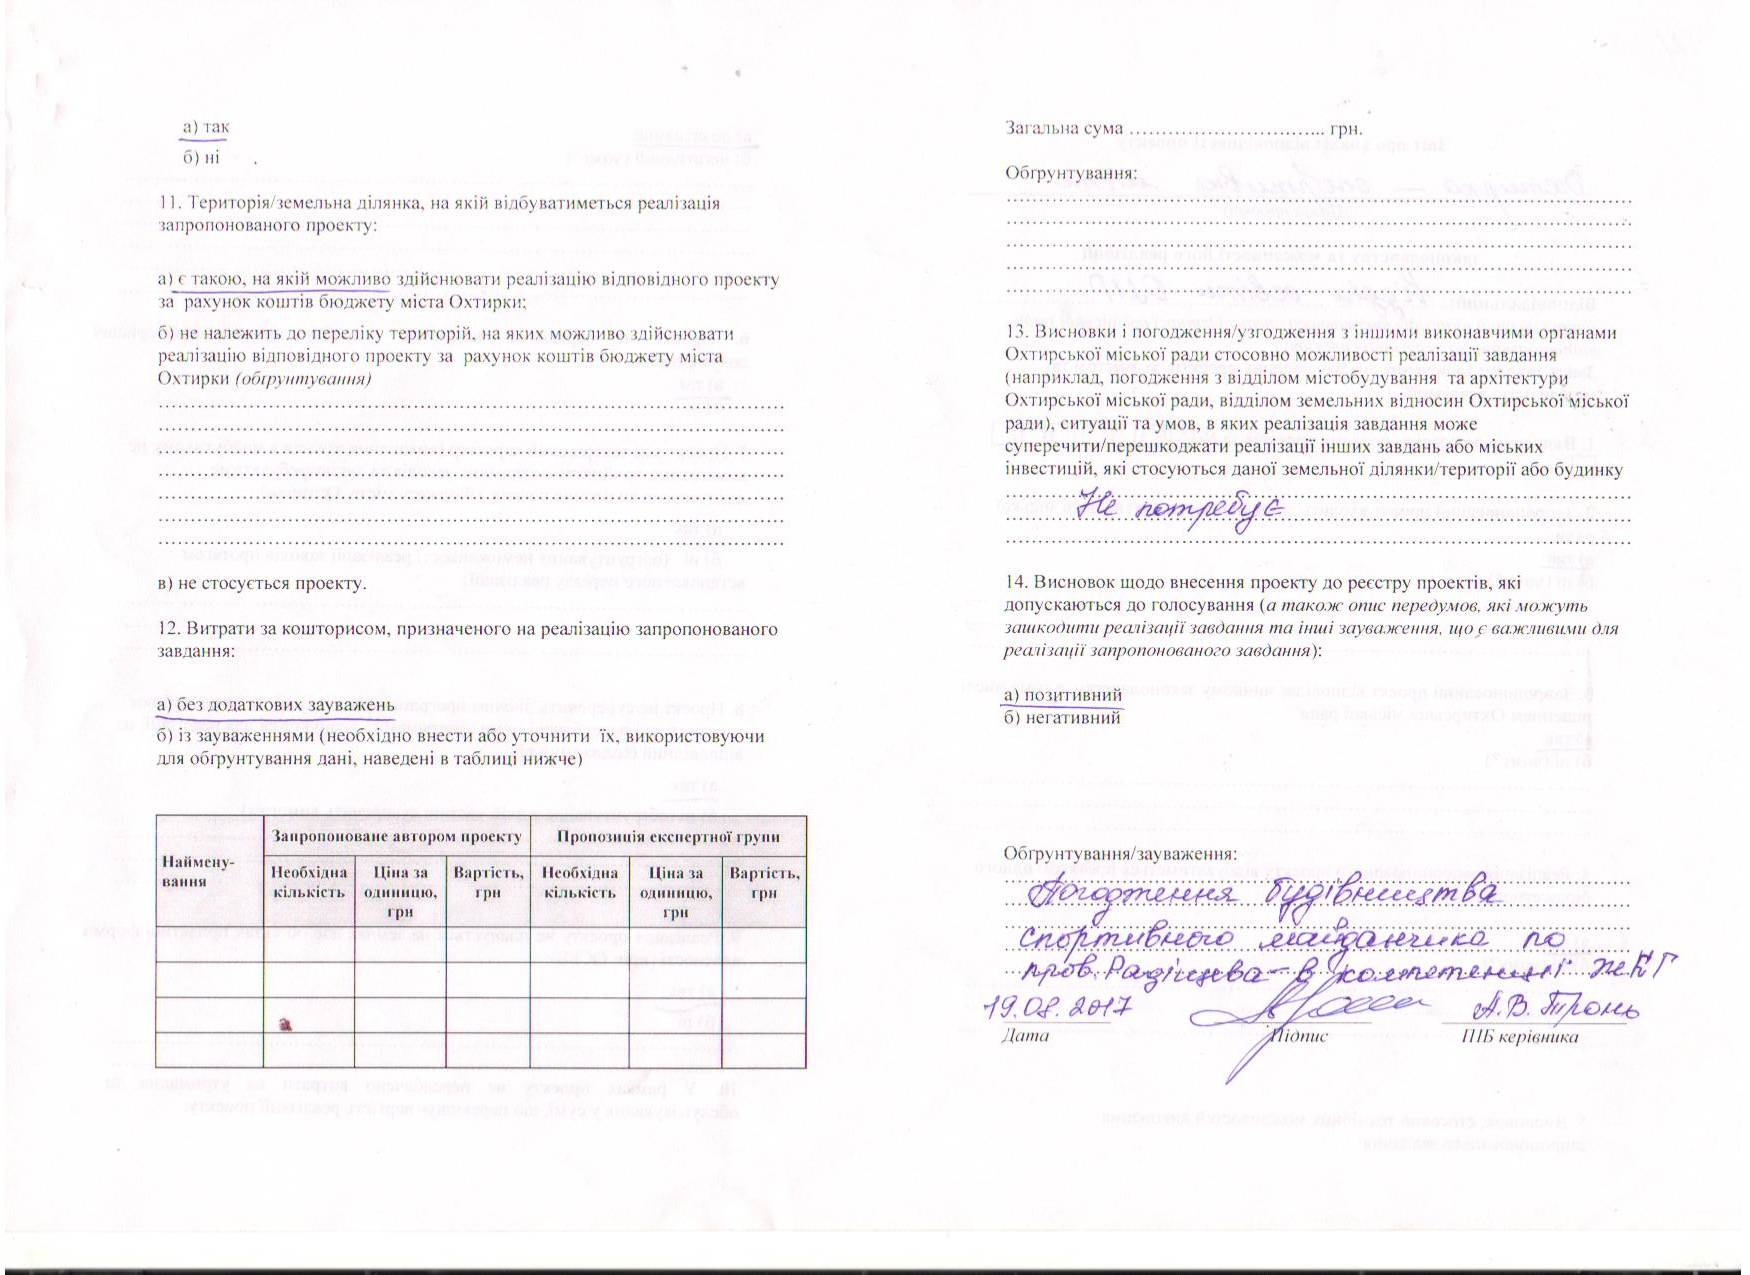 а) так
б) ні
11. Територія/земельна ділянка, на якій відбуватиметься реалізація
запропонованого проекту:
а) є такою, на якій можливо здійснювати реалізацію відповідного проекту
за рахунок коштів бюджету міста Охтирки;
б) не належить до переліку територій, на яких можливо здійснювати
реалізацію відповідного проекту за рахунок коштів бюджету міста
Охтирки (обґрунтування)
в) не стосується проекту.
12. Витрати за кошторисом, призначеного на реалізацію запропонованого
завдання:
а) без додаткових зауважень
б) із зауваженнями (необхідно внести або уточнити їх, використовуючи
для обґрунтування дані, наведені в таблиці нижче)
Наймену-
вання
Запропоноване автором проекту
Пропозиція експертної групи
Необхідна
кількість
Ціна за
одиницю,
грн
Вартість,
грн
Необхідна
кількість
Ціна за
одиницю,
грн
Вартість,
грн
Загальна сума ………………………….. грн.
Обґрунтування:
13. Висновки і погодження/узгодження з іншими виконавчими органами
Охтирської міської ради стосовно можливості реалізації завдання
(наприклад, погодження з відділом містобудування та архітектури
Охтирської міської ради, відділом земельних відносин Охтирської міської
ради), ситуації та умов, в яких реалізація завдання може
суперечити/перешкоджати реалізації інших завдань або міських
інвестицій, які стосуються даної земельної ділянки/території або будинку
Не потребує
14. Висновок щодо внесення проекту до реєстру проектів, які
допускаються до голосування (а також опис передумов, які можуть
зашкодити реалізації завдання та інші зауваження, що є важливими для
реалізації запропонованого завдання):
а) позитивний
б) негативний
Обґрунтування/зауваження:
Погодження будівництва
спортивного майданчика по
пров. Радіщева – в компетенції ЖКГ
19.08.2017 А.В. Тронь
Дата Підпис ПІБ керівника